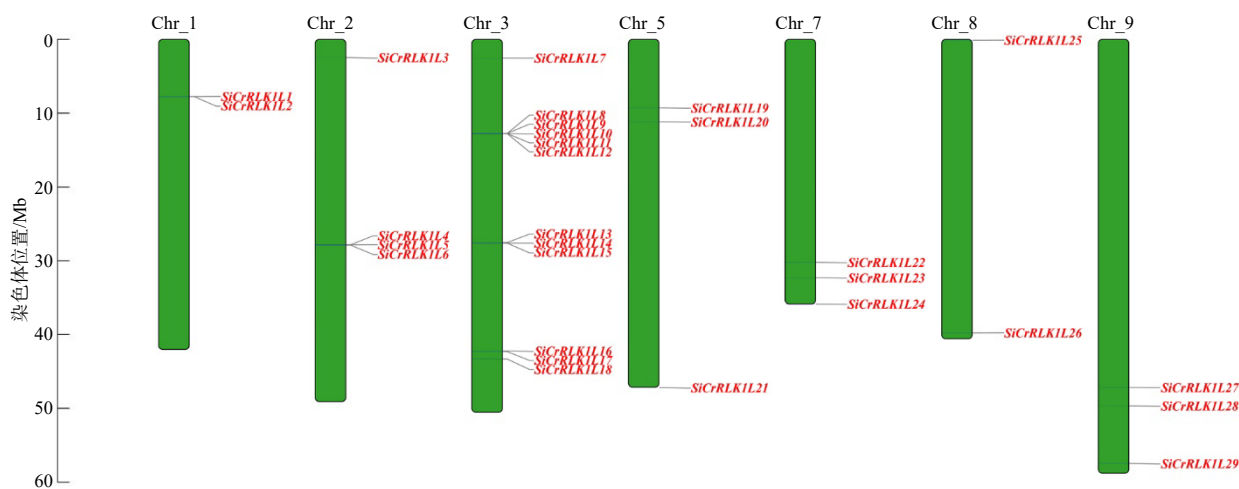 Chr_1
Chr_2
Chr_3
Chr_5
Chr_7
Chr_8
Chr_9
染色体位置/Mb
0
10
20
30
40
50
60
SiCrRLK1L1
SiCrRLK1L2
SiCrRLK1L3
SiCrRLK1L4
SiCrRLK1L5
SiCrRLK1L6
SiCrRLK1L7
SiCrRLK1L8
SiCrRLK1L9
SiCrRLK1L10
SiCrRLK1L11
SiCrRLK1L12
SiCrRLK1L13
SiCrRLK1L14
SiCrRLK1L15
SiCrRLK1L16
SiCrRLK1L17
SiCrRLK1L18
SiCrRLK1L19
SiCrRLK1L20
SiCrRLK1L21
SiCrRLK1L22
SiCrRLK1L23
SiCrRLK1L24
SiCrRLK1L25
SiCrRLK1L26
SiCrRLK1L27
SiCrRLK1L28
SiCrRLK1L29